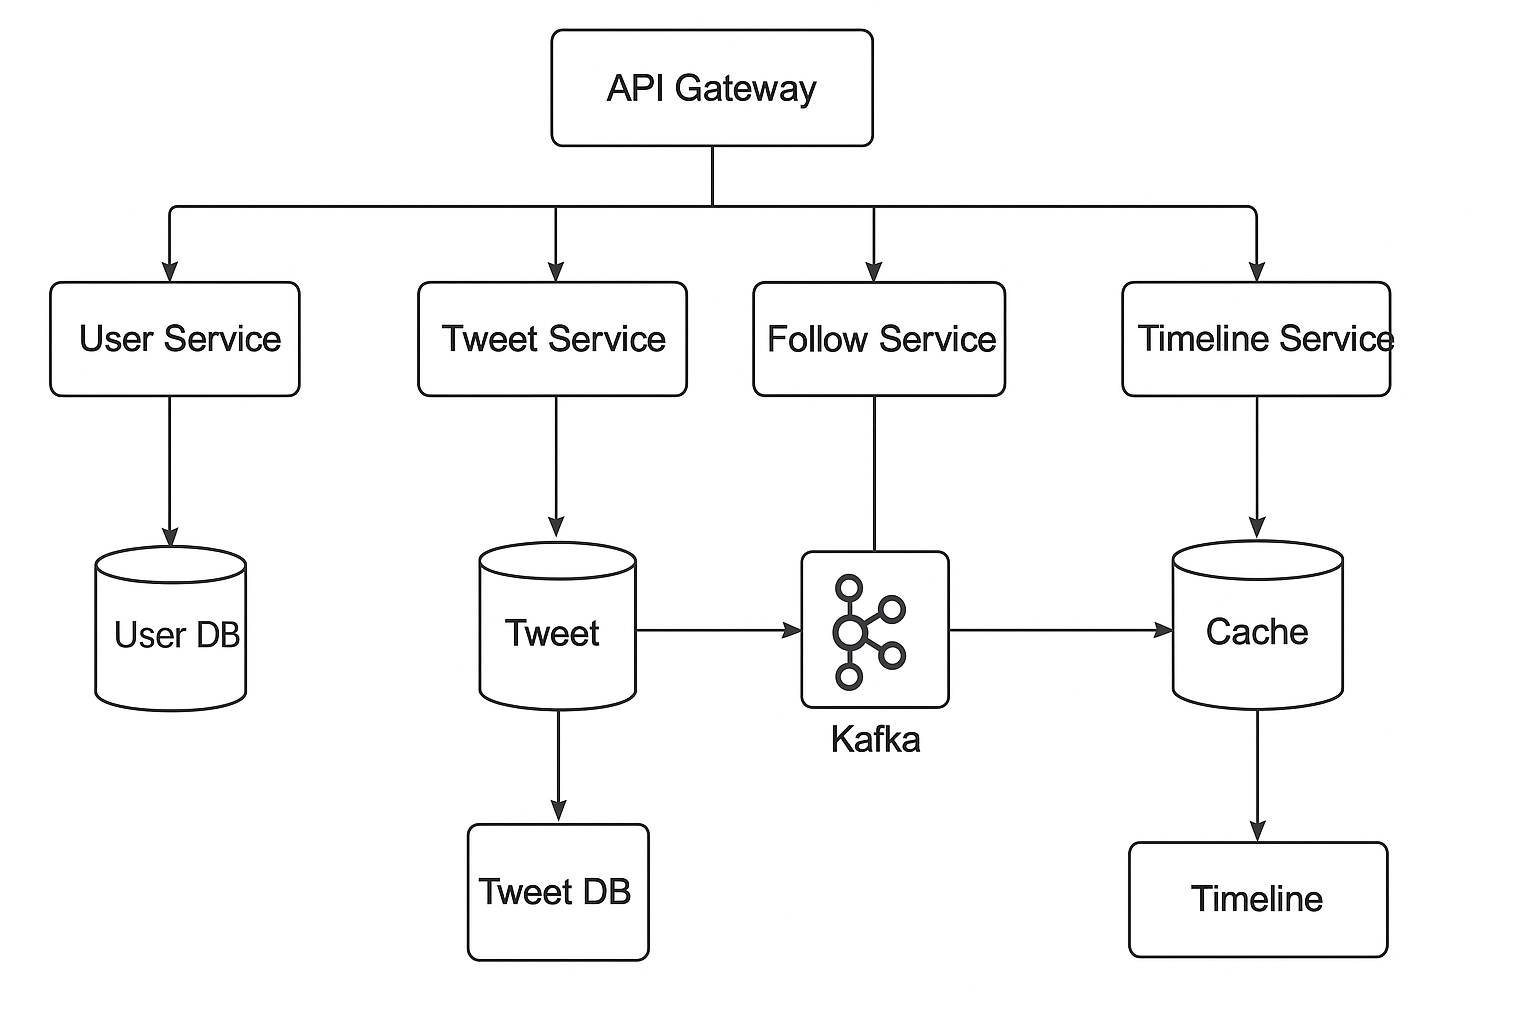 API Gateway
User Service
Tweet Service
Follow Service
Timeline Service
User DB
Tweet
Kafka
Cache
Tweet DB
Timeline